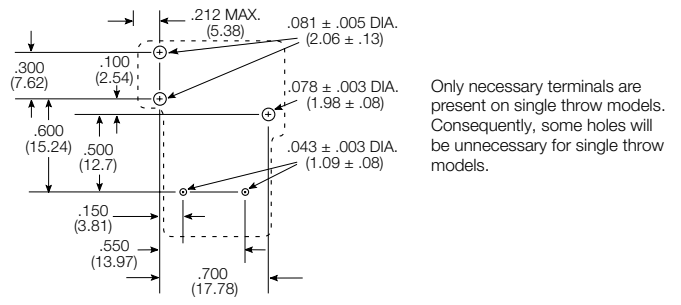 .212 MAX.
(5.38)
.081 ± .005 DIA.
(2.06 ± .13)
.300
(7.62)
.100
(2.54)
.078 ± .003 DIA.
(1.98 ± .08)
.600
(15.24)
.500
(12.7)
.043 ± .003 DIA.
(1.09 ± .08)
.150
(3.81)
.550
(13.97)
.700
(17.78)
Only necessary terminals are
present on single throw models.
Consequently, some holes will
be unnecessary for single throw
models.